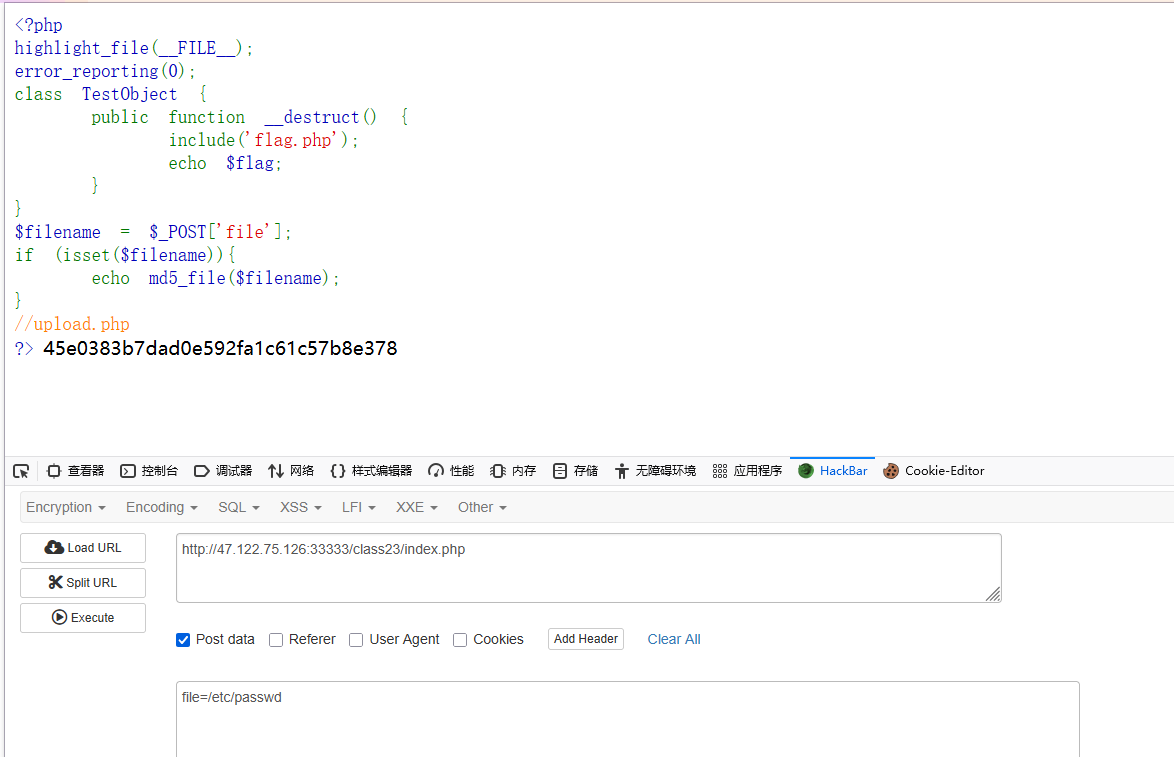 <?php
highlight_file(__FILE__);
error_reporting(0);
class TestObject {
public function __destruct() {
include('flag.php');
echo $flag;
}
}
$filename = $_POST['file'];
if (isset($filename)){
echo md5_file($filename);
}
//upload.php
?> 45e0383b7dad0e592fa1c61c57b8e378
查看器 控制台 调试器 网络 {} 样式编辑器 性能 内存 存储 无障碍环境 应用程序 HackBar Cookie-Editor
Encryption Encoding SQL XSS LFI XXE Other
Load URL http://47.122.75.126:33333/class23/index.php
Split URL
Execute
Post data Referer User Agent Cookies Add Header Clear All
file=/etc/passwd